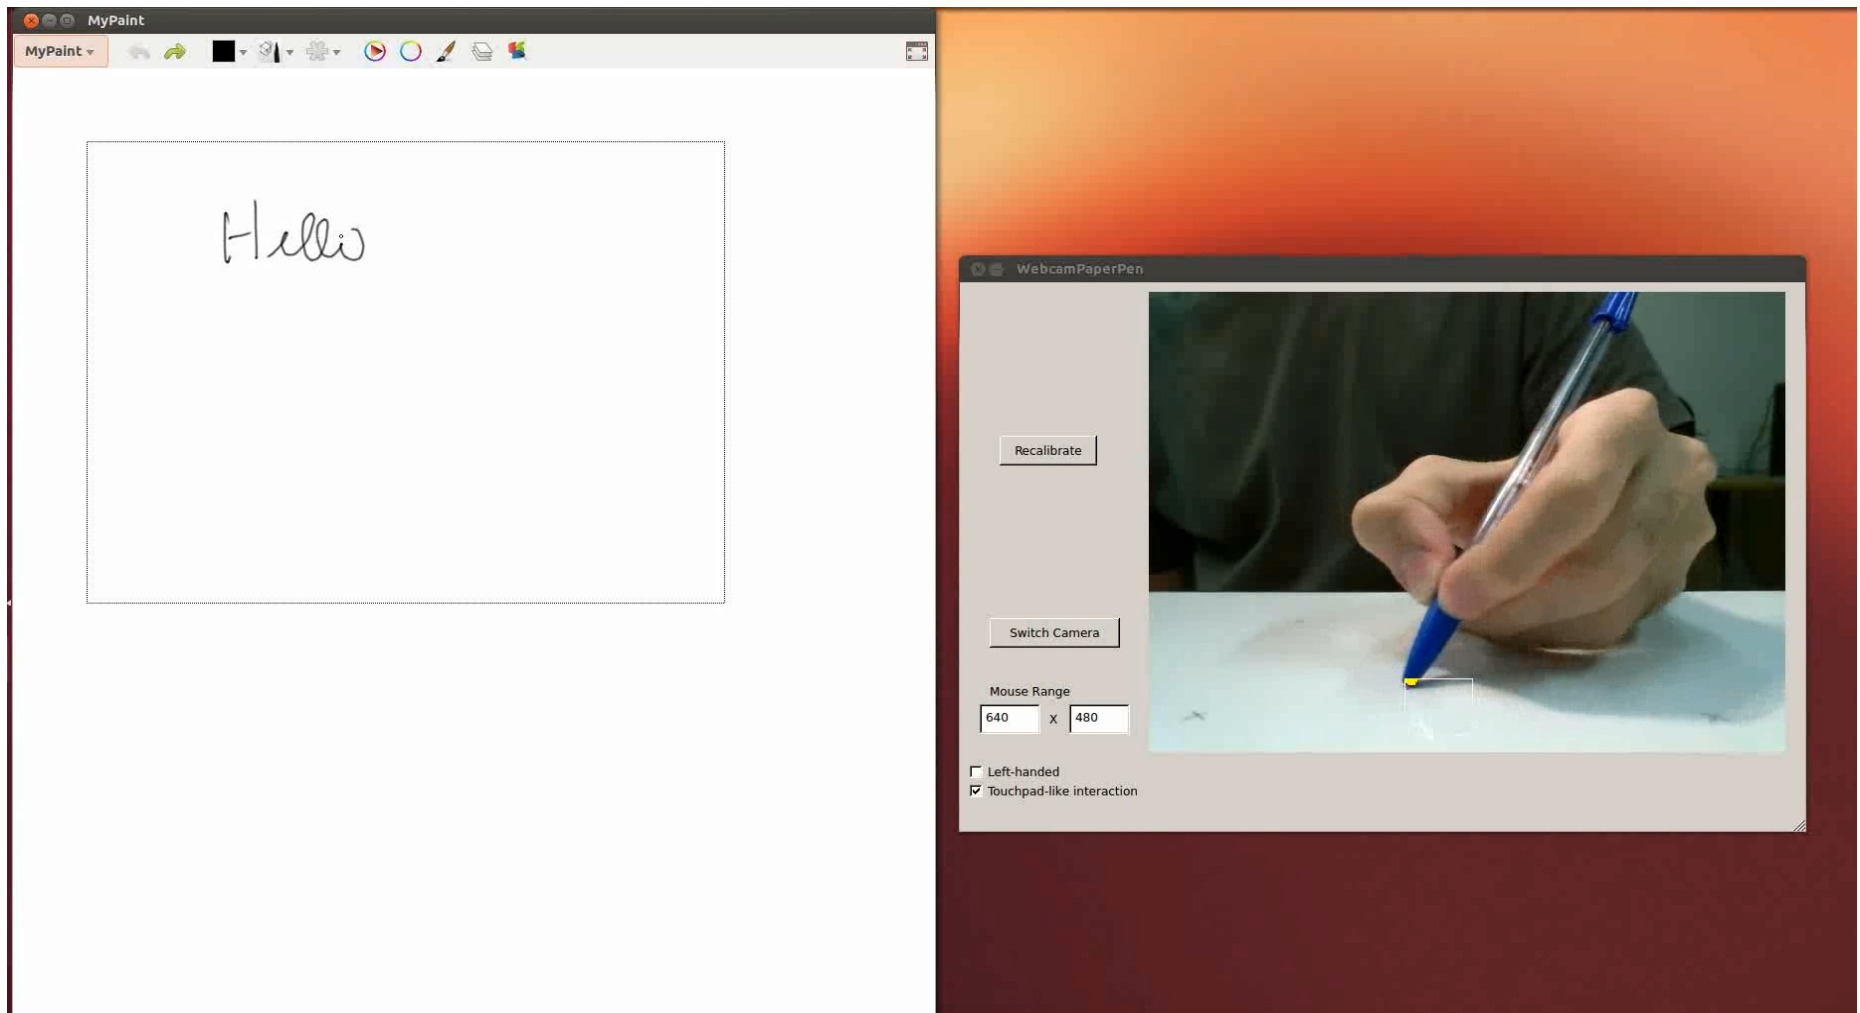 MyPaint
MyPaint
Hello
WebcamPaperPen
Recalibrate
Switch Camera
Mouse Range
640 x 480
Left-handed
Touchpad-like interaction